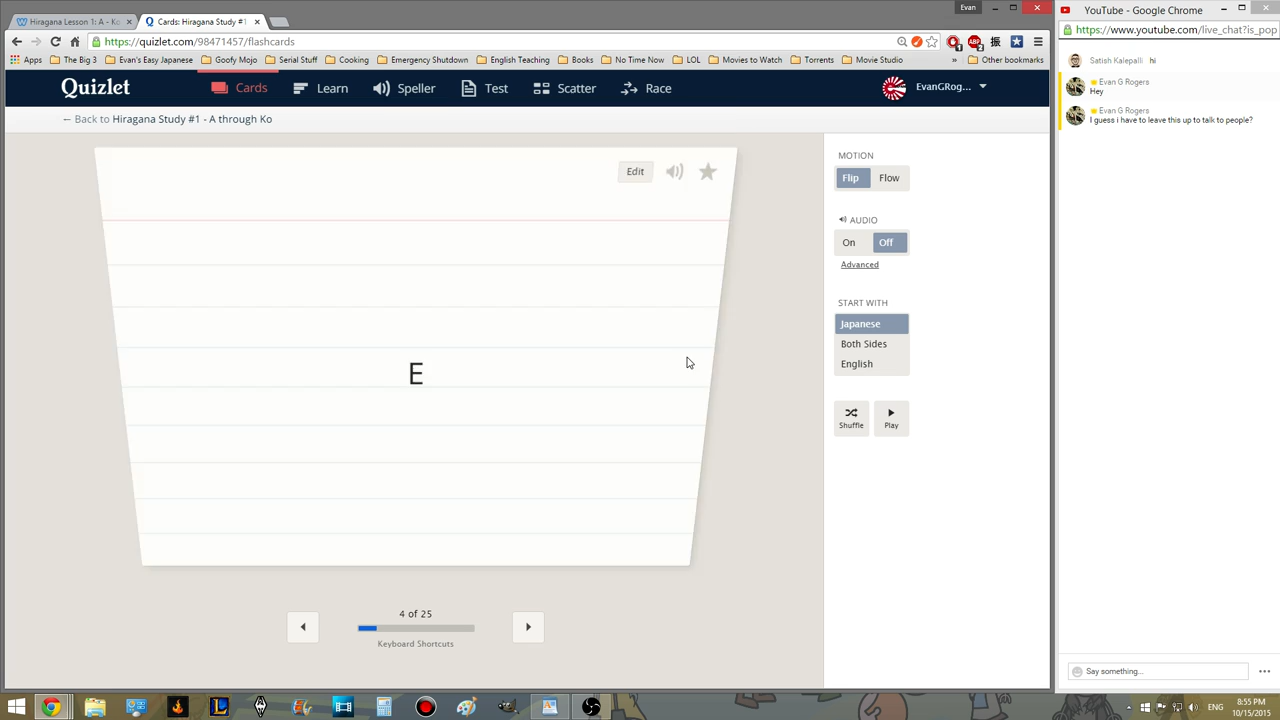 Evan
Hiragana Lesson 1: A - Ko
Cards: Hiragana Study #1
https://quizlet.com/98471457/flashcards
Apps
The Big 3
Evan's Easy Japanese
Goofy Mojo
Serial Stuff
Cooking
Emergency Shutdown
English Teaching
Books
No Time Now
LOL
Movies to Watch
Torrents
Movie Studio
»
Other bookmarks
Quizlet
Cards
Learn
Speller
Test
Scatter
Race
EvanGRog...
← Back to Hiragana Study #1 - A through Ko
Edit
E
4 of 25
Keyboard Shortcuts
MOTION
Flip
Flow
AUDIO
On
Off
Advanced
START WITH
Japanese
Both Sides
English
Shuffle
Play
YouTube - Google Chrome
https://www.youtube.com/live_chat?is_pop
Satish Kalepalli hi
Evan G Rogers
Hey
Evan G Rogers
I guess i have to leave this up to talk to people?
Say something...
ENG
8:55 PM
10/15/2015